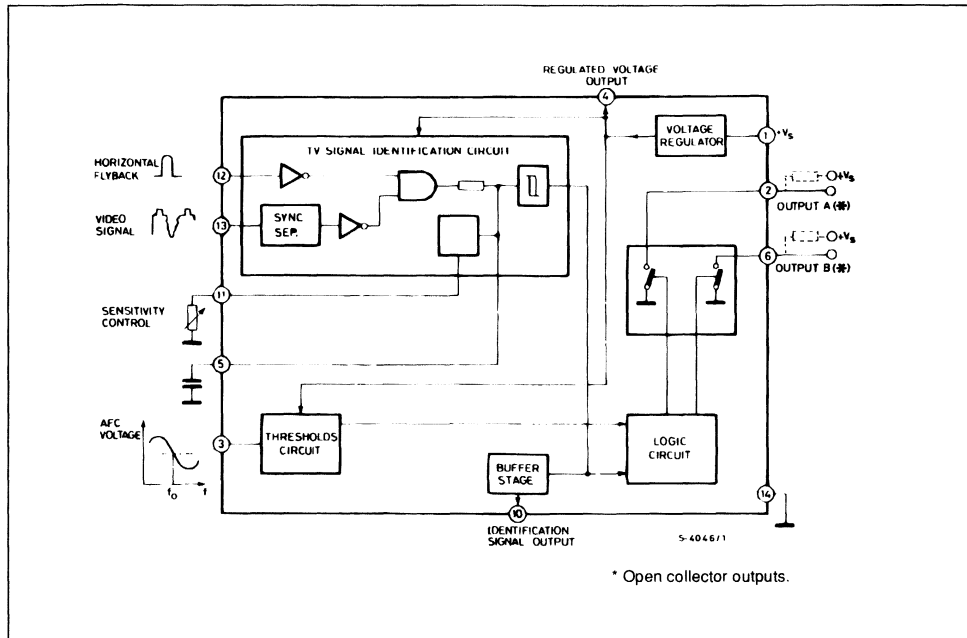 REGULATED VOLTAGE
OUTPUT
4
VOLTAGE
REGULATOR
1
+Vs
TV SIGNAL IDENTIFICATION CIRCUIT
HORIZONTAL
FLYBACK
12
2
+Vs
OUTPUT A (*)
VIDEO
SIGNAL
13
SYNC
SEP.
6
+Vs
OUTPUT B (*)
11
SENSITIVITY
CONTROL
5
AFC
VOLTAGE
3
THRESHOLDS
CIRCUIT
LOGIC
CIRCUIT
fo
f
BUFFER
STAGE
14
10
IDENTIFICATION
SIGNAL OUTPUT
S-4046/1
* Open collector outputs.